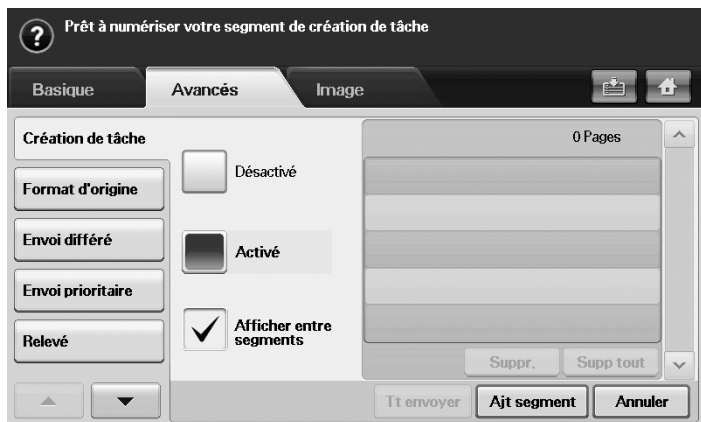 ? Prêt à numériser votre segment de création de tâche
Basique
Avancés
Image
Création de tâche
Format d'origine
Envoi différé
Envoi prioritaire
Relevé
Désactivé
Activé
Afficher entre
segments
0 Pages
Suppr.
Supp tout
Tt envoyer
Ajt segment
Annuler